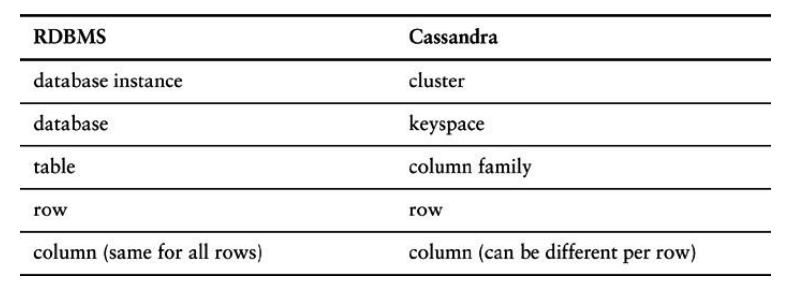 RDBMS Cassandra
database instance cluster
database keyspace
table column family
row row
column (same for all rows) column (can be different per row)